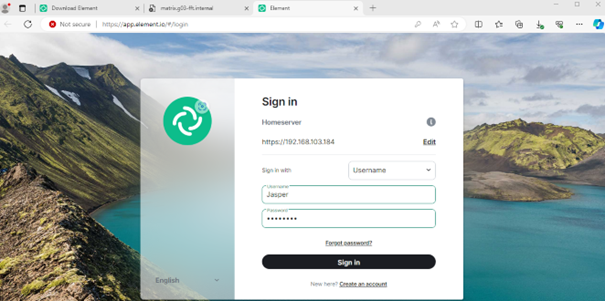 Download Element
matrix.g03-fft.internal
Element
Not secure
https://app.element.io/#/login
Sign in
Homeserver
https://192.168.103.184
Edit
Sign in with
Username
Username
Jasper
Password
Forgot password?
Sign in
New here? Create an account
English